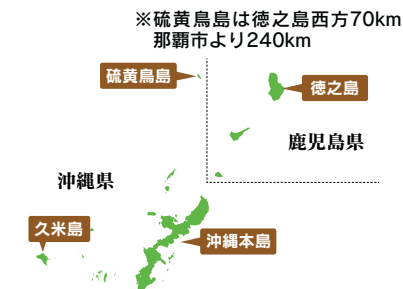 ※硫黄鳥島は徳之島西方70km
那覇市より240km
硫黄鳥島
徳之島
鹿児島県
沖縄県
久米島
沖縄本島